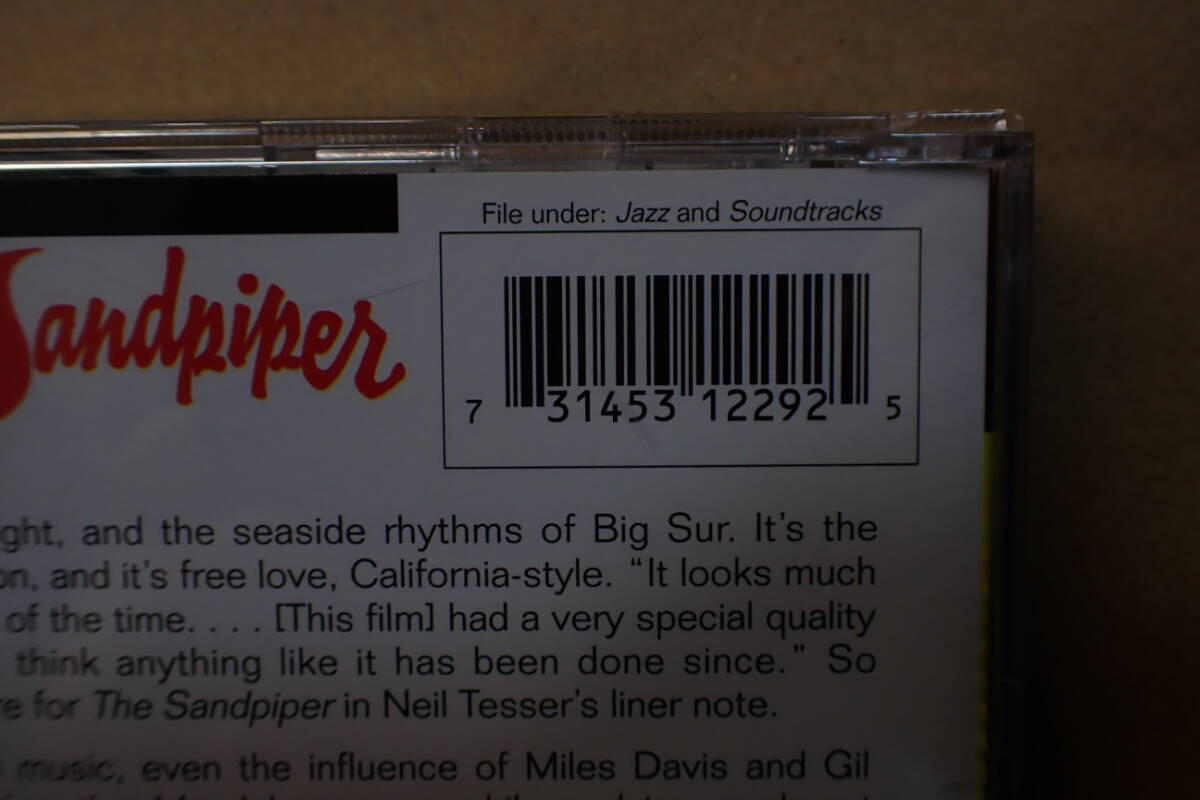 File under: Jazz and Soundtracks
Sandpiper
7 31453 12292 5
ght, and the seaside rhythms of Big Sur. It's the
on, and it's free love, California-style. “It looks much
of the time. . . . [This film] had a very special quality
think anything like it has been done since.” So
re for The Sandpiper in Neil Tesser's liner note.
music, even the influence of Miles Davis and Gil